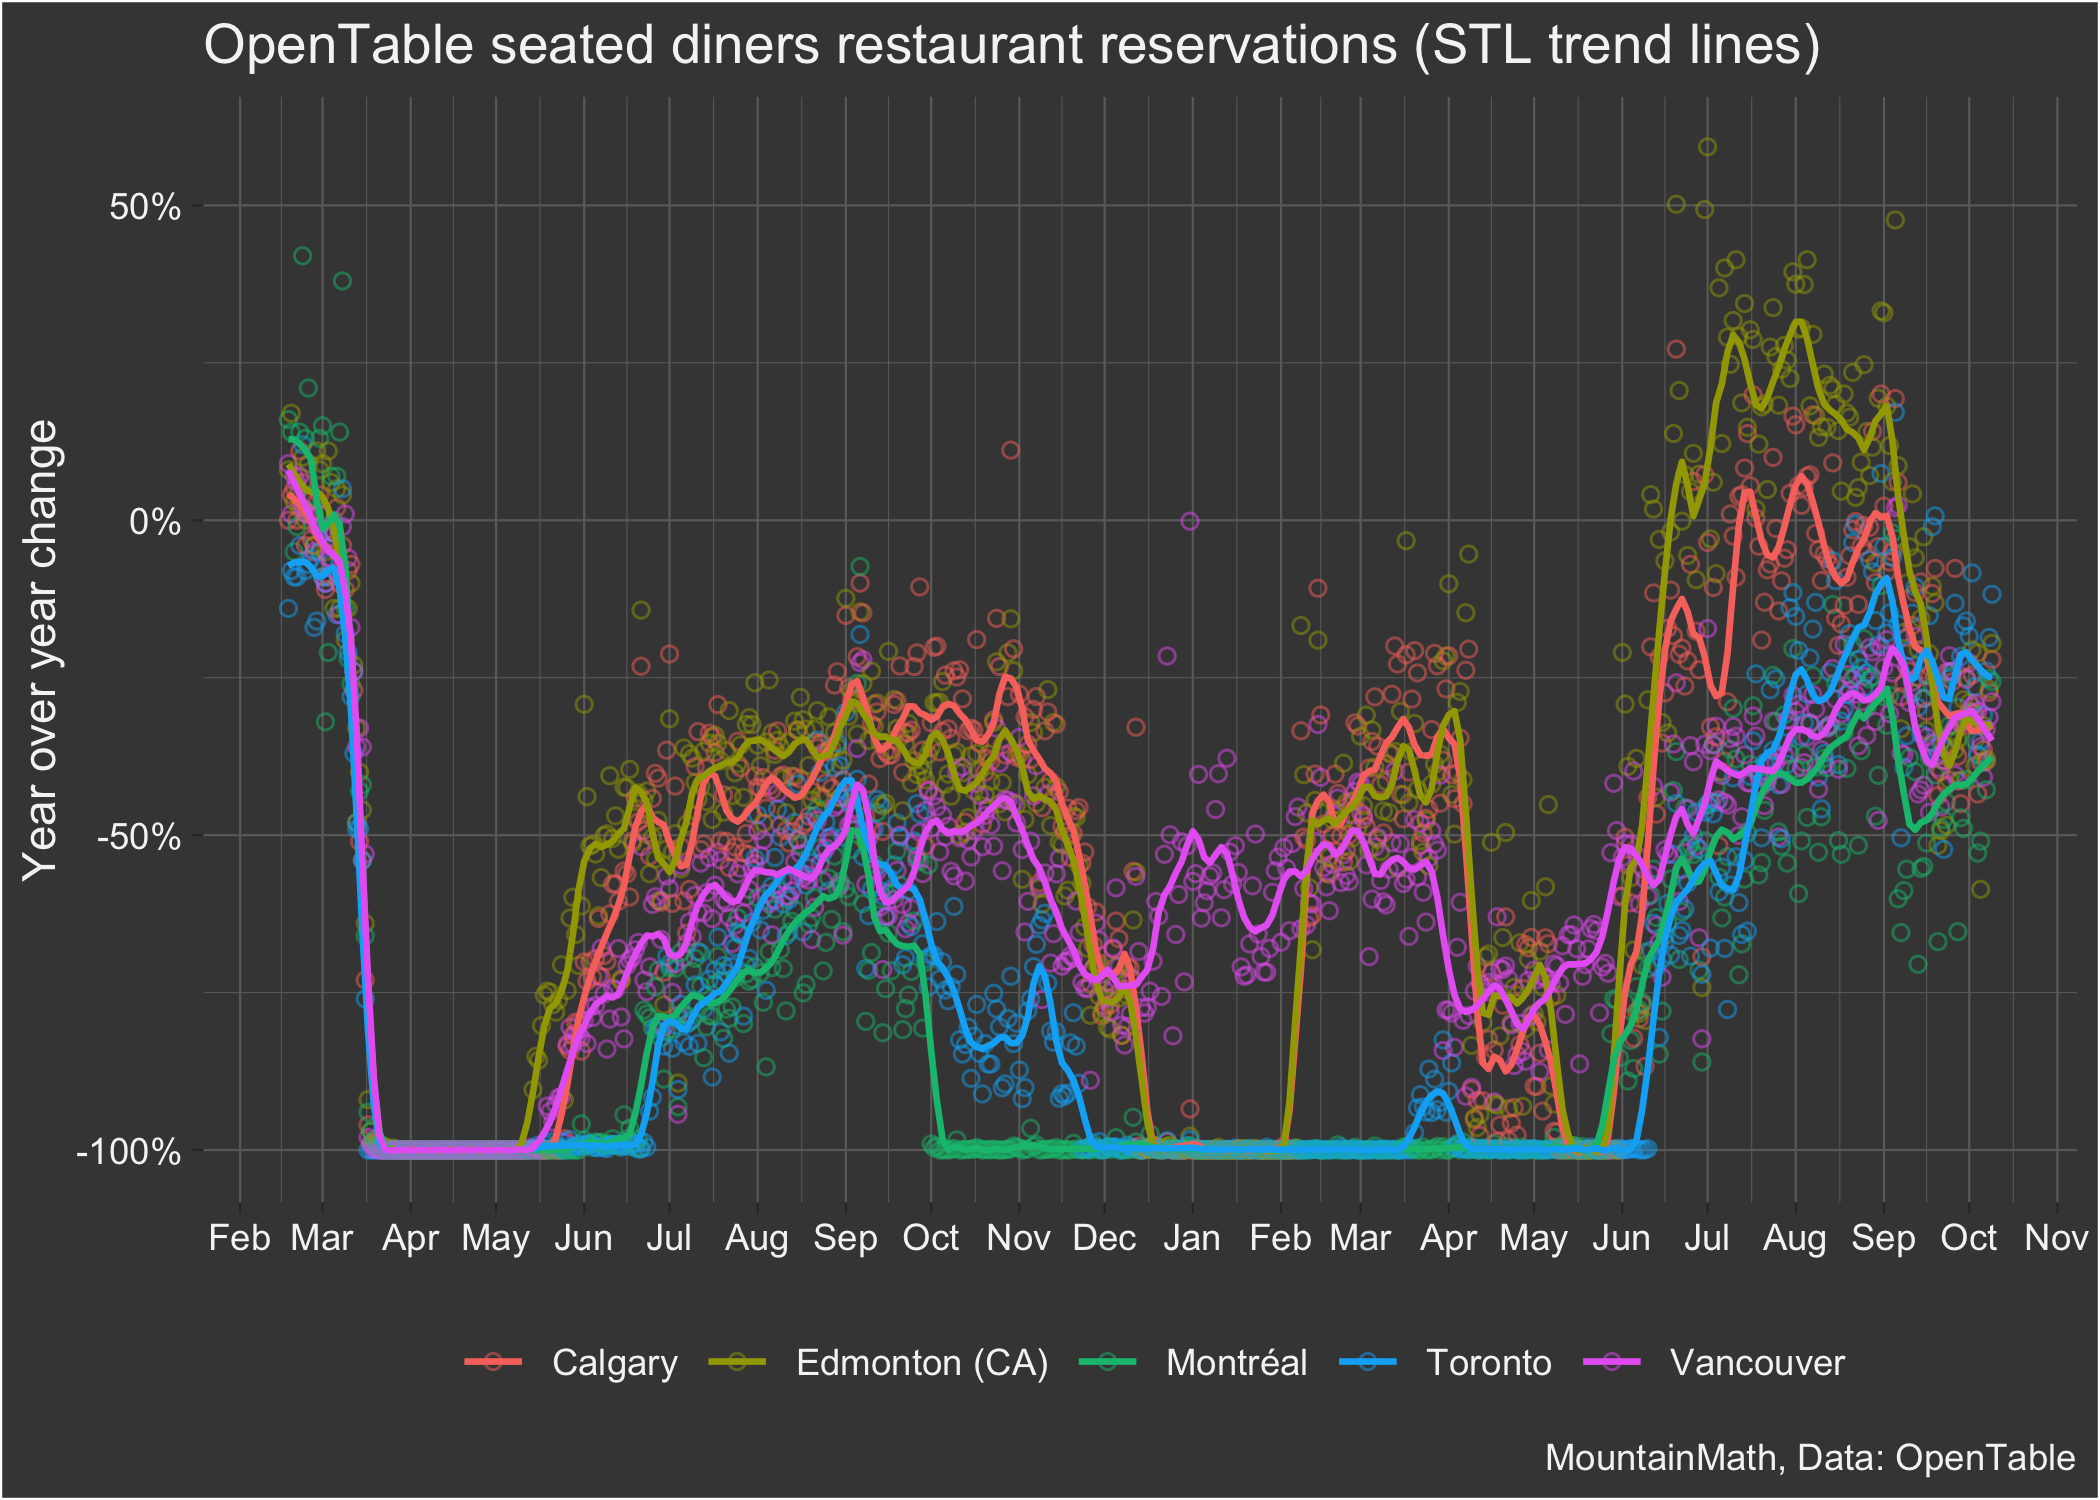 OpenTable seated diners restaurant reservations (STL trend lines)
Year over year change
50%
0%
-50%
-100%
Feb Mar Apr May Jun Jul Aug Sep Oct Nov Dec Jan Feb Mar Apr May Jun Jul Aug Sep Oct Nov
Calgary Edmonton (CA) Montréal Toronto Vancouver
MountainMath, Data: OpenTable